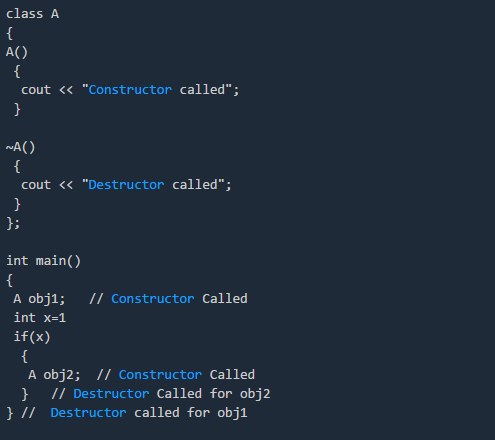 class A
{
A()
 {
  cout << "Constructor called";
 }

~A()
 {
  cout << "Destructor called";
 }
};

int main()
{
 A obj1;   // Constructor Called
 int x=1
 if(x)
  {
   A obj2;  // Constructor Called
  }   // Destructor Called for obj2
} //  Destructor called for obj1